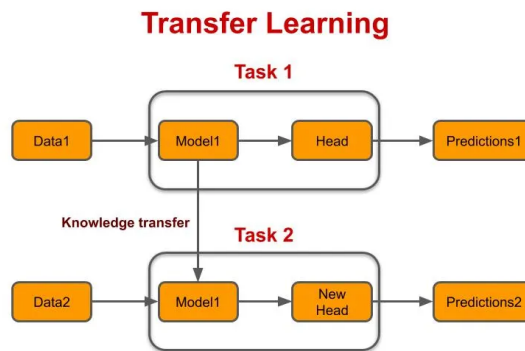 Transfer Learning
Task 1
Data1
Model1
Head
Predictions1
Knowledge transfer
Task 2
Data2
Model1
New
Head
Predictions2